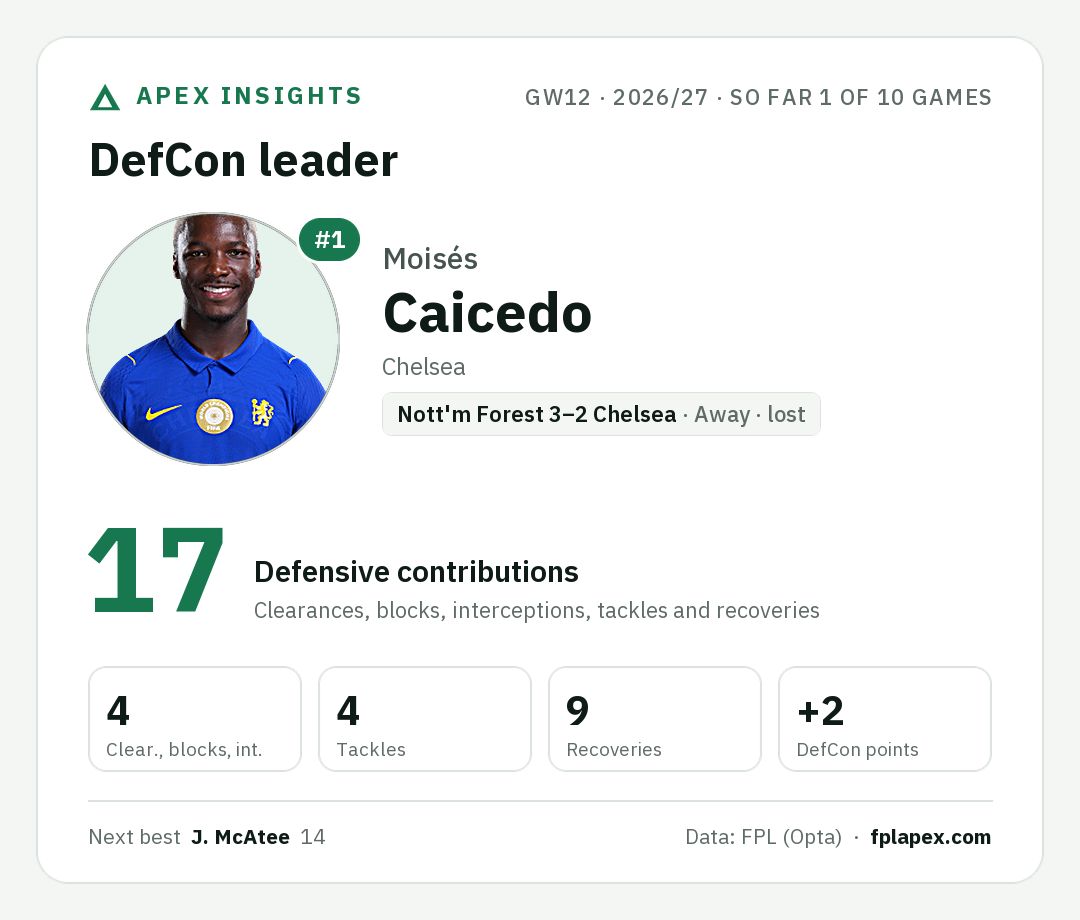 APEX INSIGHTS
GW12 · 2026/27 · SO FAR 1 OF 10 GAMES
DefCon leader
#1
Moisés
Caicedo
Chelsea
Nott'm Forest 3–2 Chelsea · Away · lost
17
Defensive contributions
Clearances, blocks, interceptions, tackles and recoveries
4
Clear., blocks, int.
4
Tackles
9
Recoveries
+2
DefCon points
Next best J. McAtee 14
Data: FPL (Opta) · fplapex.com